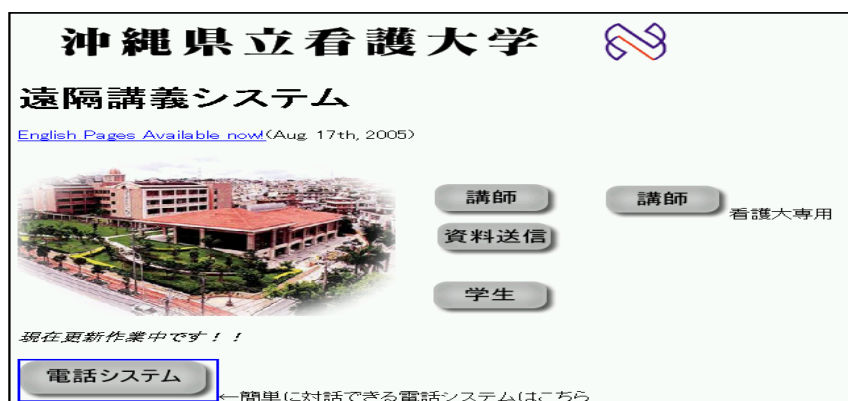 沖縄県立看護大学
遠隔講義システム
English Pages Available now!(Aug. 17th, 2005)
講師
講師
看護大専用
資料送信
学生
現在更新作業中です！！
電話システム
←簡単に対話できる電話システムはこちら